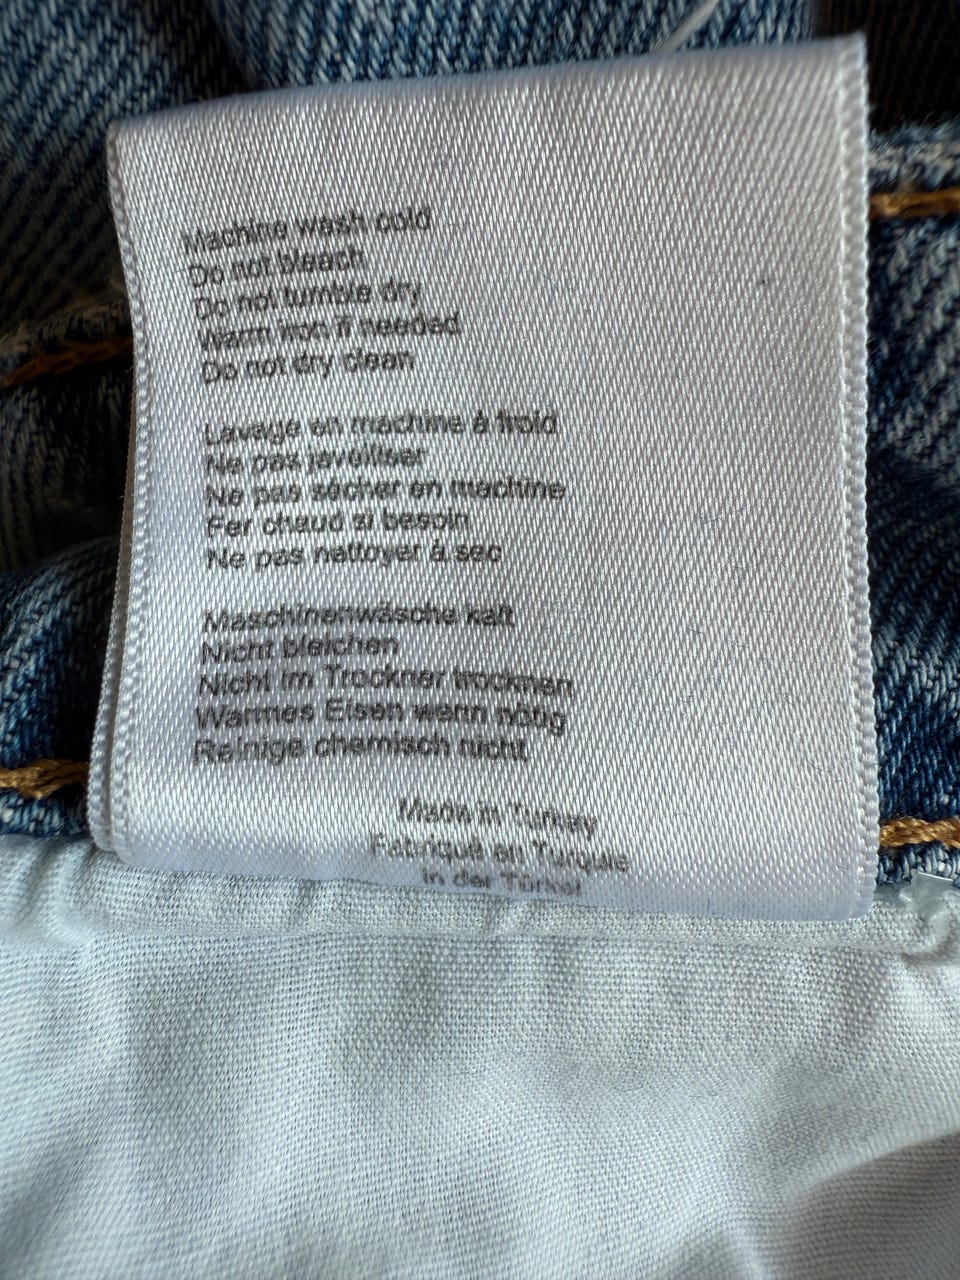 Machine wash cold
Do not bleach
Do not tumble dry
Warm iron if needed
Do not dry clean
Lavage en machine à froid
Ne pas javelliser
Ne pas sécher en machine
Fer chaud si besoin
Ne pas nettoyer à sec
Maschinenwäsche kalt
Nicht bleichen
Nicht im Trockner trocknen
Warmes Eisen wenn nötig
Reinige chemisch nicht
Made in Turkey
Fabriqué en Turquie
In der Türkei